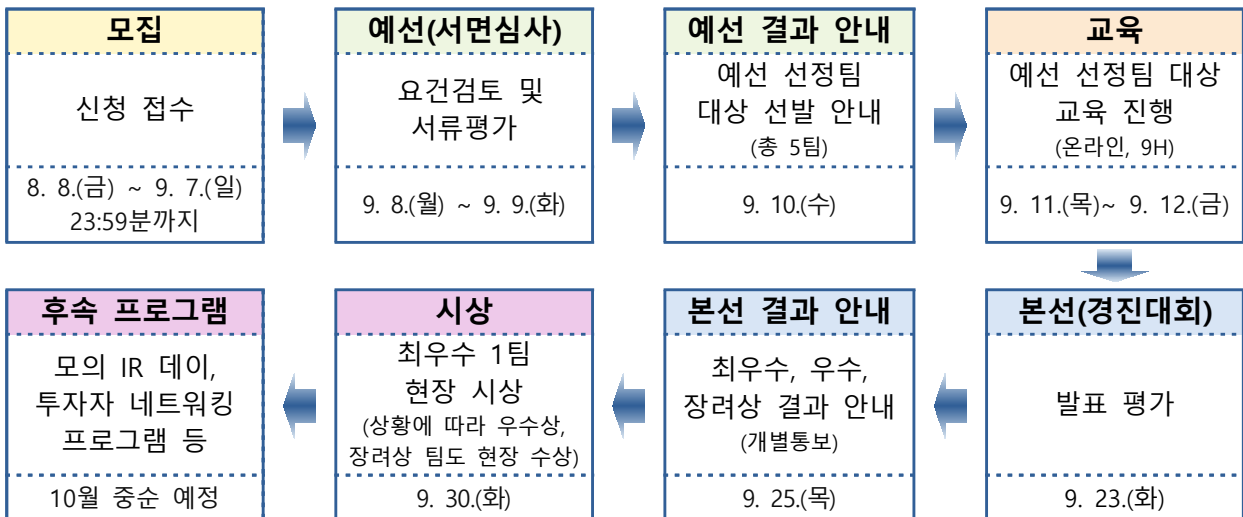 모집
신청 접수
8. 8.(금) ~ 9. 7.(일)
23:59분까지
예선(서면심사)
요건검토 및
서류평가
9. 8.(월) ~ 9. 9.(화)
예선 결과 안내
예선 선정팀
대상 선발 안내
(총 5팀)
9. 10.(수)
교육
예선 선정팀 대상
교육 진행
(온라인, 9H)
9. 11.(목)~ 9. 12.(금)
본선(경진대회)
발표 평가
9. 23.(화)
본선 결과 안내
최우수, 우수,
장려상 결과 안내
(개별통보)
9. 25.(목)
시상
최우수 1팀
현장 시상
(상황에 따라 우수상,
장려상 팀도 현장 수상)
9. 30.(화)
후속 프로그램
모의 IR 데이,
투자자 네트워킹
프로그램 등
10월 중순 예정